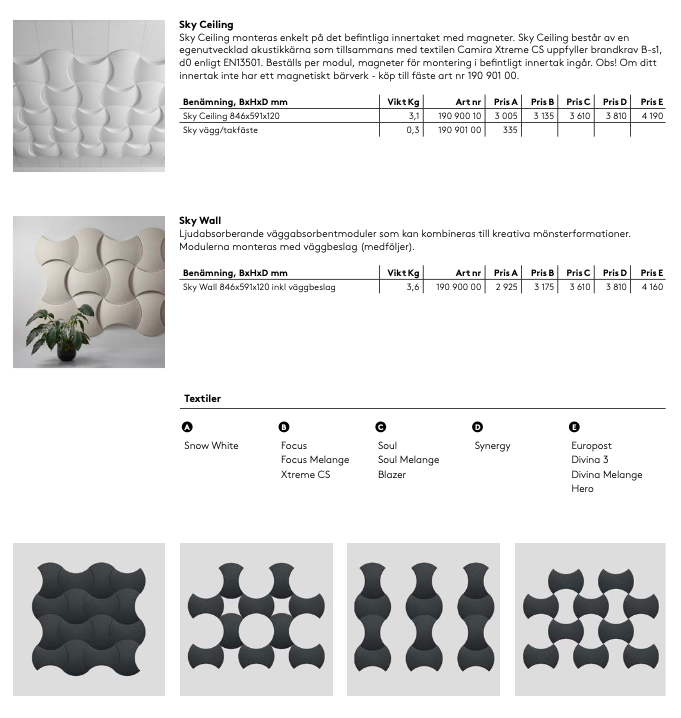 Sky Ceiling
Sky Ceiling monteras enkelt på det befintliga innertaket med magneter. Sky Ceiling består av en
egenutvecklad akustikkärna som tillsammans med textilen Camira Xtreme CS uppfyller brandkrav B-s1,
d0 enligt EN13501. Beställs per modul, magneter för montering i befintligt innertak ingår. Obs! Om ditt
innertak inte har ett magnetiskt bärverk - köp till fäste art nr 190 901 00.
Benämning, BxHxD mm Vikt Kg Art nr Pris A Pris B Pris C Pris D Pris E
Sky Ceiling 846x591x120 3,1 190 900 10 3 005 3 135 3 610 3 810 4 190
Sky vägg/takfäste 0,3 190 901 00 335
Sky Wall
Ljudabsorberande väggabsorbentmoduler som kan kombineras till kreativa mönsterformationer.
Modulerna monteras med väggbeslag (medföljer).
Benämning, BxHxD mm Vikt Kg Art nr Pris A Pris B Pris C Pris D Pris E
Sky Wall 846x591x120 inkl väggbeslag 3,6 190 900 00 2 925 3 175 3 610 3 810 4 160
Textiler
A B C D E
Snow White Focus Soul Synergy Europost
Focus Melange Soul Melange Divina 3
Xtreme CS Blazer Divina Melange
Hero